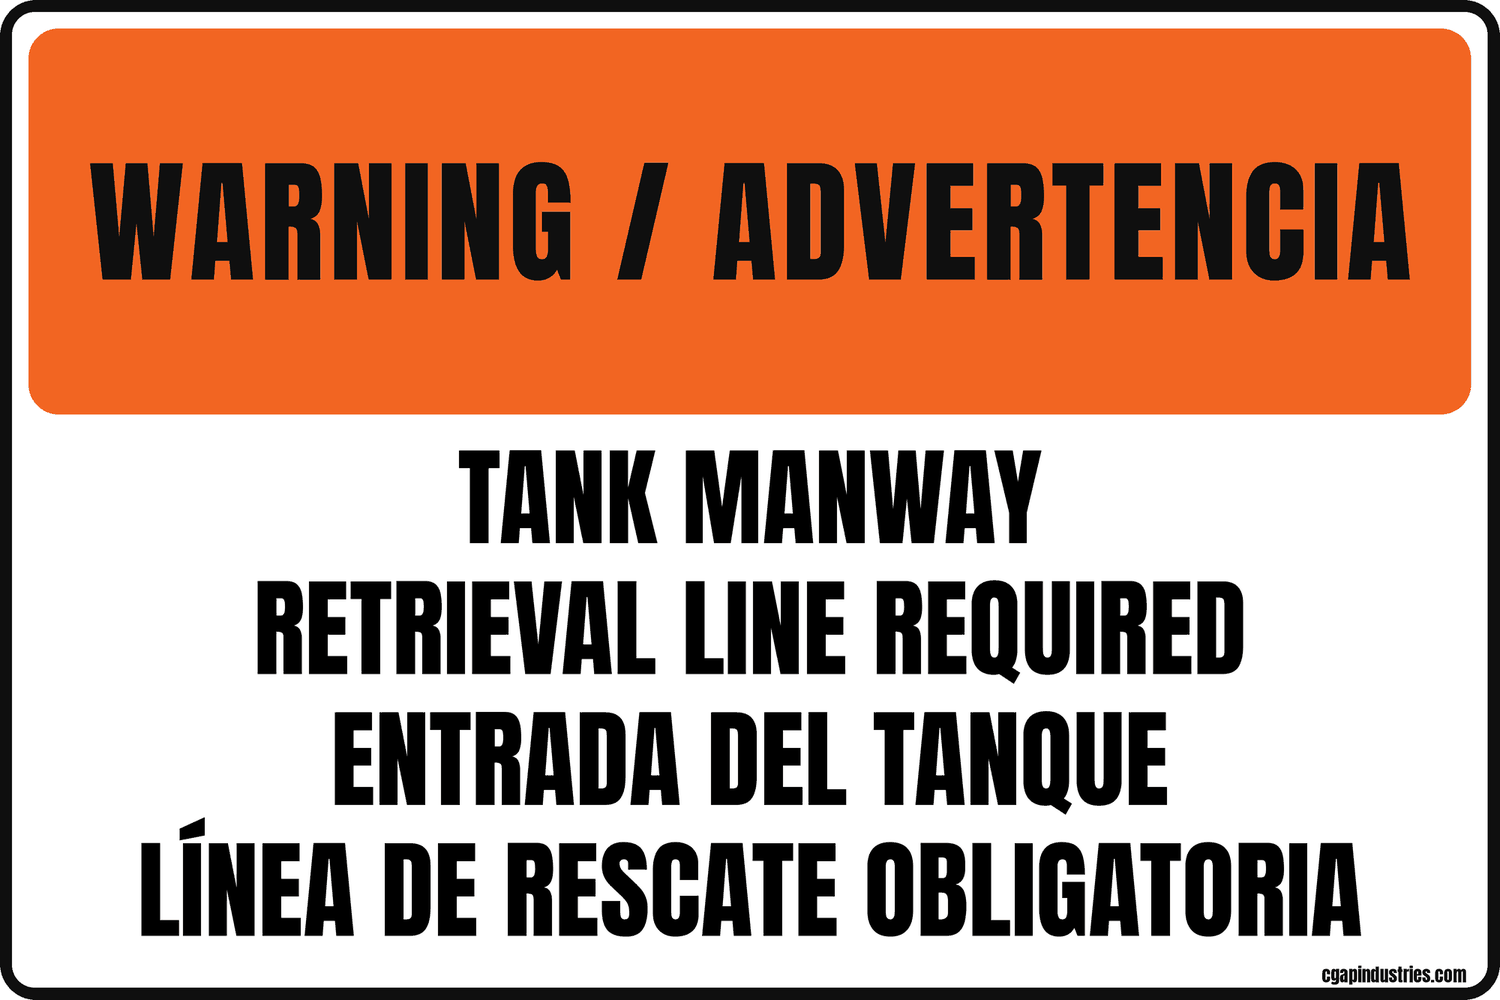 WARNING / ADVERTENCIA
TANK MANWAY
RETRIEVAL LINE REQUIRED
ENTRADA DEL TANQUE
LÍNEA DE RESCATE OBLIGATORIA
cgapindustries.com